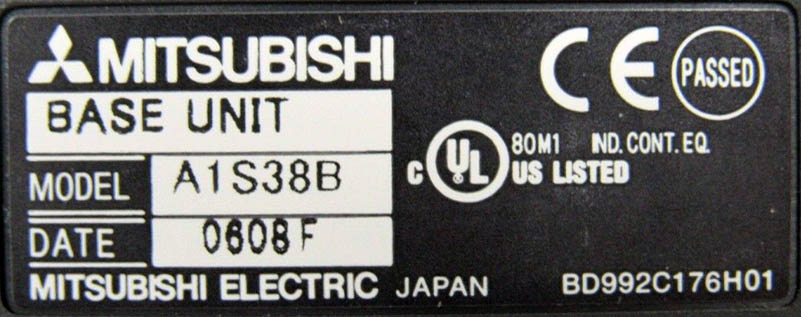 MITSUBISHI
CE PASSED
BASE UNIT
80M1 IND. CONT. EQ.
C UL US LISTED
MODEL A1S38B
DATE 0608F
MITSUBISHI ELECTRIC JAPAN BD992C176H01